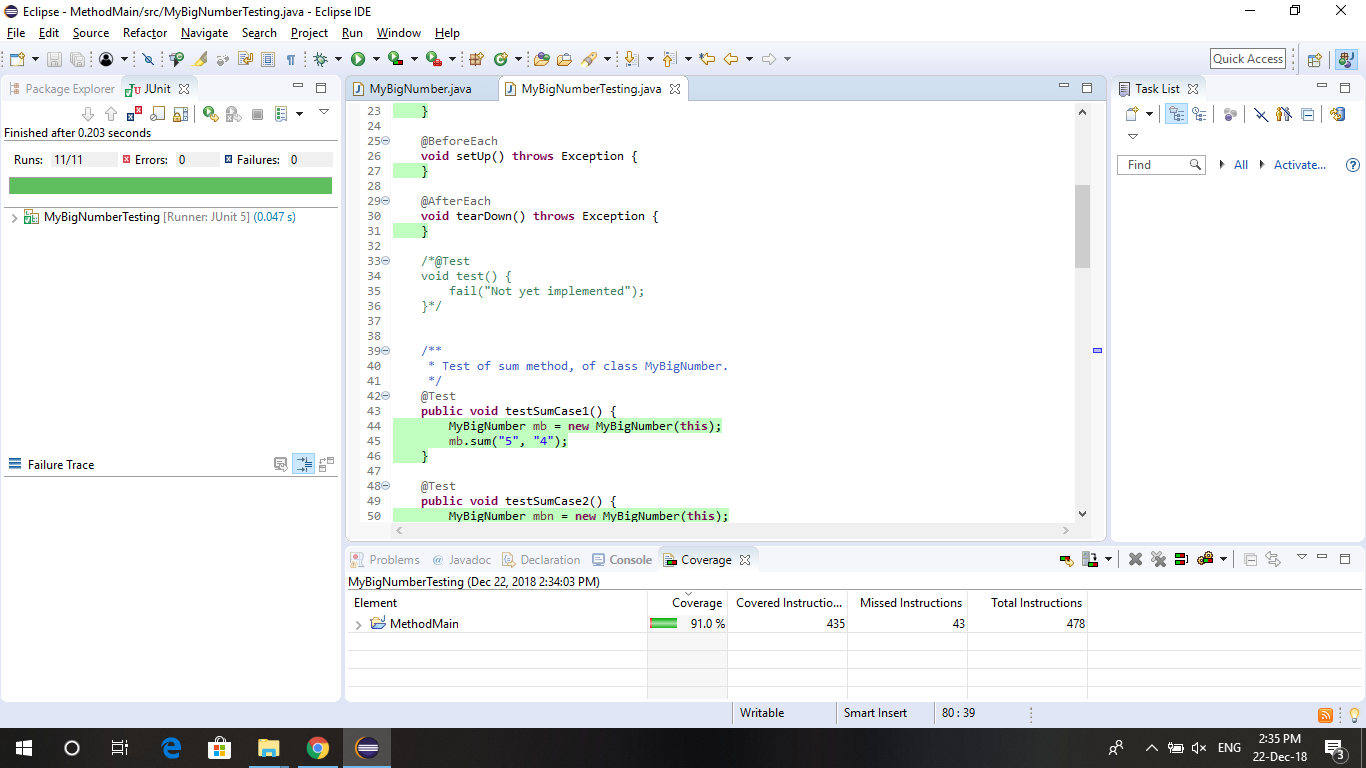 Eclipse - MethodMain/src/MyBigNumberTesting.java - Eclipse IDE
File Edit Source Refactor Navigate Search Project Run Window Help
Quick Access
Package Explorer JUnit
Finished after 0.203 seconds
Runs: 11/11 Errors: 0 Failures: 0
MyBigNumberTesting [Runner: JUnit 5] (0.047 s)
Failure Trace
MyBigNumber.java MyBigNumberTesting.java
23 }
24
25 @BeforeEach
26 void setUp() throws Exception {
27 }
28
29 @AfterEach
30 void tearDown() throws Exception {
31 }
32
33 /*@Test
34 void test() {
35 fail("Not yet implemented");
36 }*/
37
38
39 /**
40 * Test of sum method, of class MyBigNumber.
41 */
42 @Test
43 public void testSumCase1() {
44 MyBigNumber mb = new MyBigNumber(this);
45 mb.sum("5", "4");
46 }
47
48 @Test
49 public void testSumCase2() {
50 MyBigNumber mbn = new MyBigNumber(this);
Task List
Find All Activate...
Problems @ Javadoc Declaration Console Coverage
MyBigNumberTesting (Dec 22, 2018 2:34:03 PM)
Element Coverage Covered Instructio... Missed Instructions Total Instructions
MethodMain 91.0 % 435 43 478
Writable Smart Insert 80 : 39
ENG
2:35 PM
22-Dec-18
3